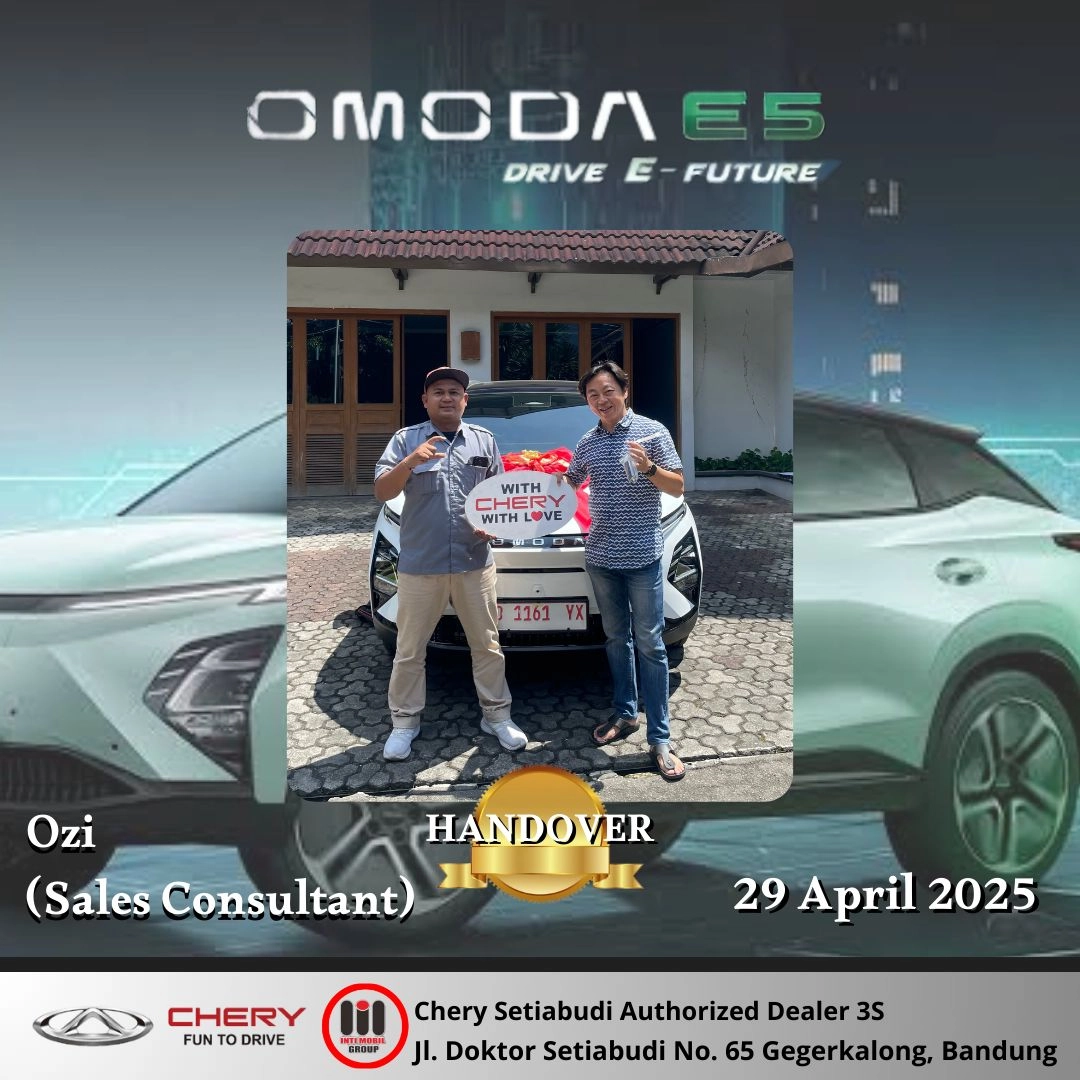 OMODA E5
DRIVE E-FUTURE
WITH
CHERY
WITH LOVE
OMODA
1161 YX
HANDOVER
Ozi
(Sales Consultant)
29 April 2025
CHERY
FUN TO DRIVE
INTI MOBIL
GROUP
Chery Setiabudi Authorized Dealer 3S
Jl. Doktor Setiabudi No. 65 Gegerkalong, Bandung